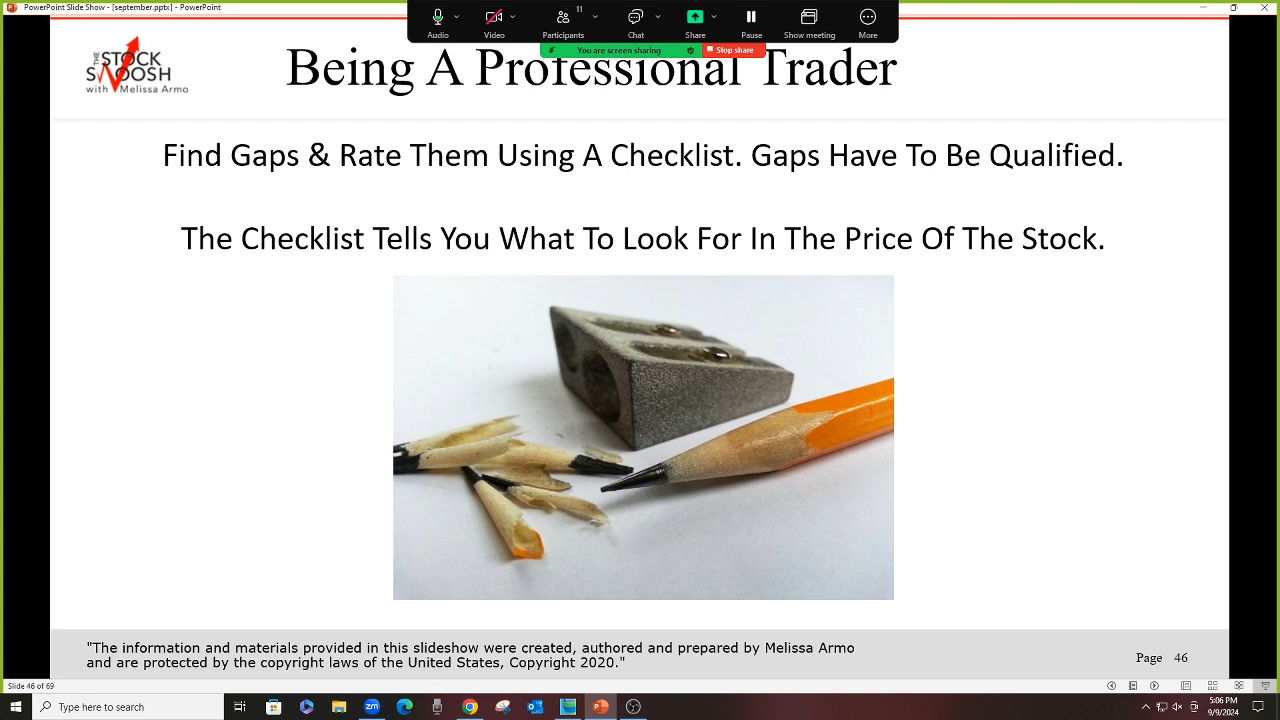 PowerPoint Slide Show - [september.pptx] - PowerPoint
11
Audio Video Participants Chat Share Pause Show meeting More
You are screen sharing Stop share
THE STOCK
SWOOSH
with Melissa Armo
Being A Professional Trader
Find Gaps & Rate Them Using A Checklist. Gaps Have To Be Qualified.
The Checklist Tells You What To Look For In The Price Of The Stock.
"The information and materials provided in this slideshow were created, authored and prepared by Melissa Armo
and are protected by the copyright laws of the United States, Copyright 2020."
Page 46
Slide 46 of 69
Type here to search
zm
5:06 PM
9/9/2024